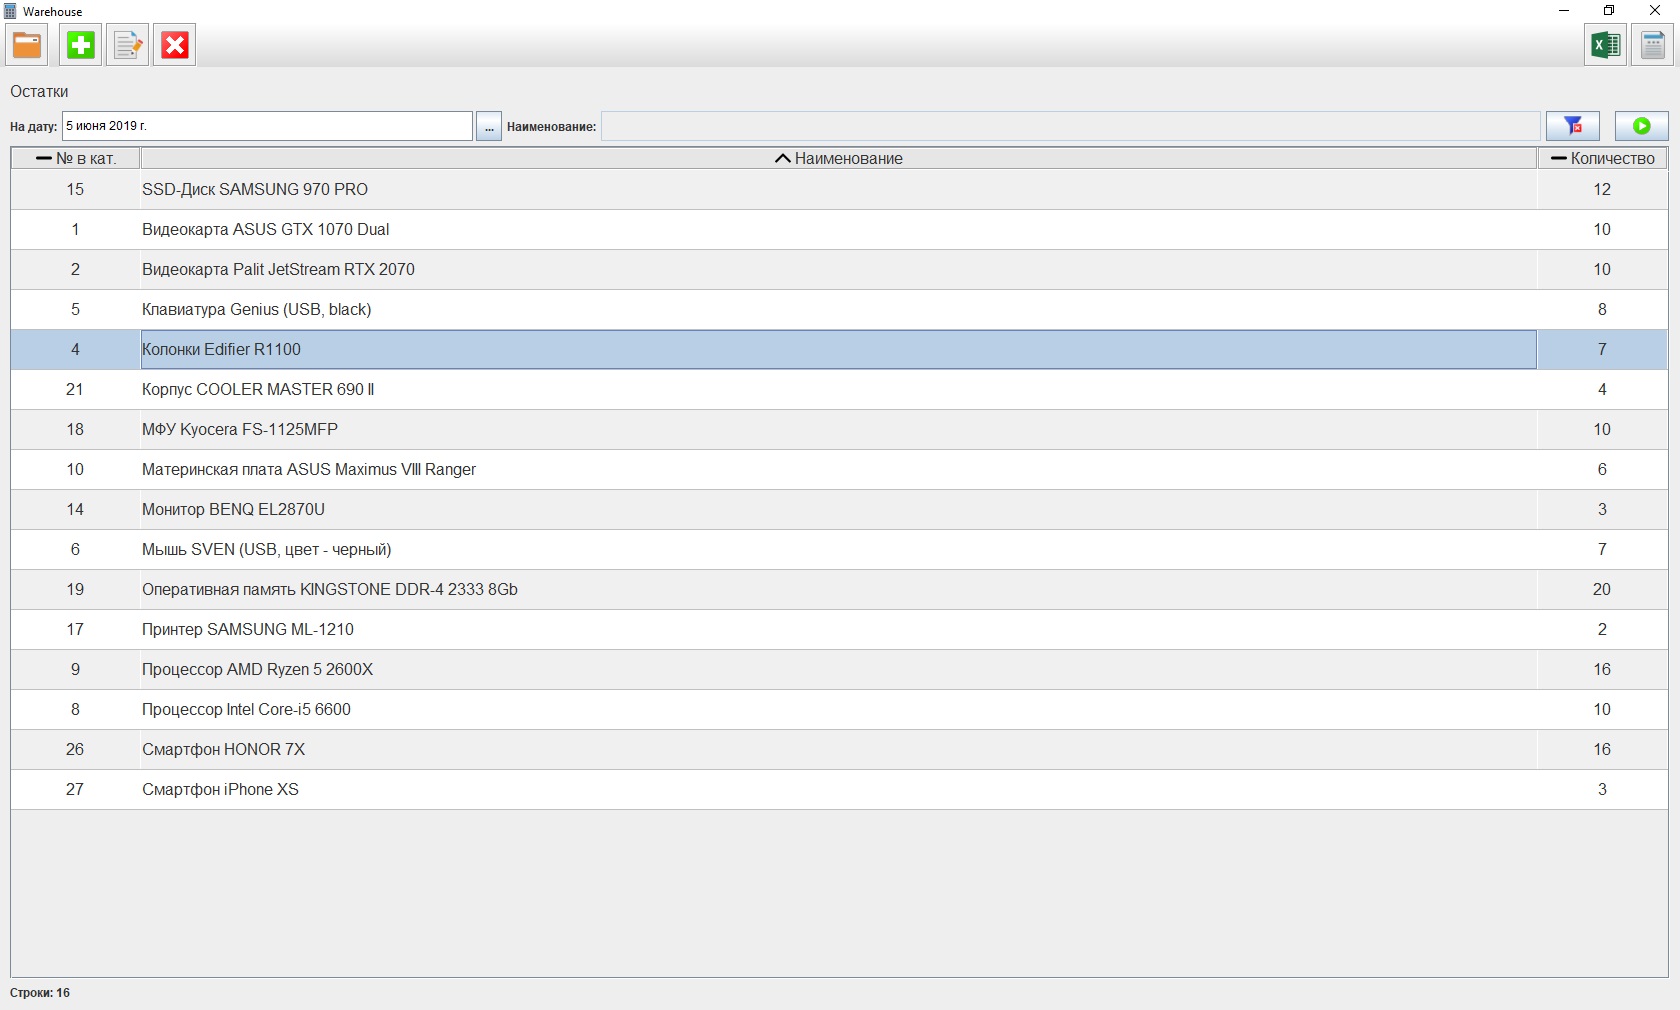 Warehouse
Остатки
На дату: 5 июня 2019 г. ... Наименование:
№ в кат. Наименование Количество
15 SSD-Диск SAMSUNG 970 PRO 12
1 Видеокарта ASUS GTX 1070 Dual 10
2 Видеокарта Palit JetStream RTX 2070 10
5 Клавиатура Genius (USB, black) 8
4 Колонки Edifier R1100 7
21 Корпус COOLER MASTER 690 II 4
18 МФУ Kyocera FS-1125MFP 10
10 Материнская плата ASUS Maximus VIII Ranger 6
14 Монитор BENQ EL2870U 3
6 Мышь SVEN (USB, цвет - черный) 7
19 Оперативная память KINGSTONE DDR-4 2333 8Gb 20
17 Принтер SAMSUNG ML-1210 2
9 Процессор AMD Ryzen 5 2600X 16
8 Процессор Intel Core-i5 6600 10
26 Смартфон HONOR 7X 16
27 Смартфон iPhone XS 3
Строки: 16